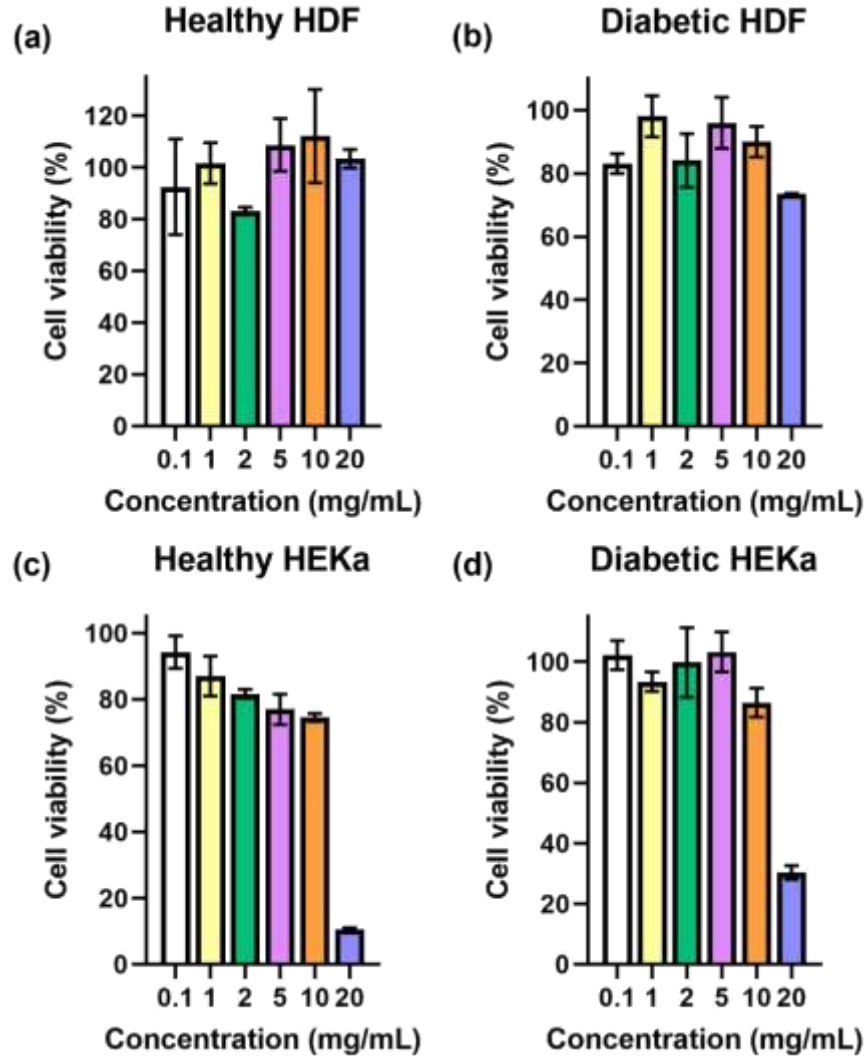 (a)
Healthy HDF
Cell viability (%)
120
100
80
60
40
20
0
0.1 1 2 5 10 20
Concentration (mg/mL)
(b)
Diabetic HDF
Cell viability (%)
100
80
60
40
20
0
0.1 1 2 5 10 20
Concentration (mg/mL)
(c)
Healthy HEKa
Cell viability (%)
100
80
60
40
20
0
0.1 1 2 5 10 20
Concentration (mg/mL)
(d)
Diabetic HEKa
Cell viability (%)
100
80
60
40
20
0
0.1 1 2 5 10 20
Concentration (mg/mL)